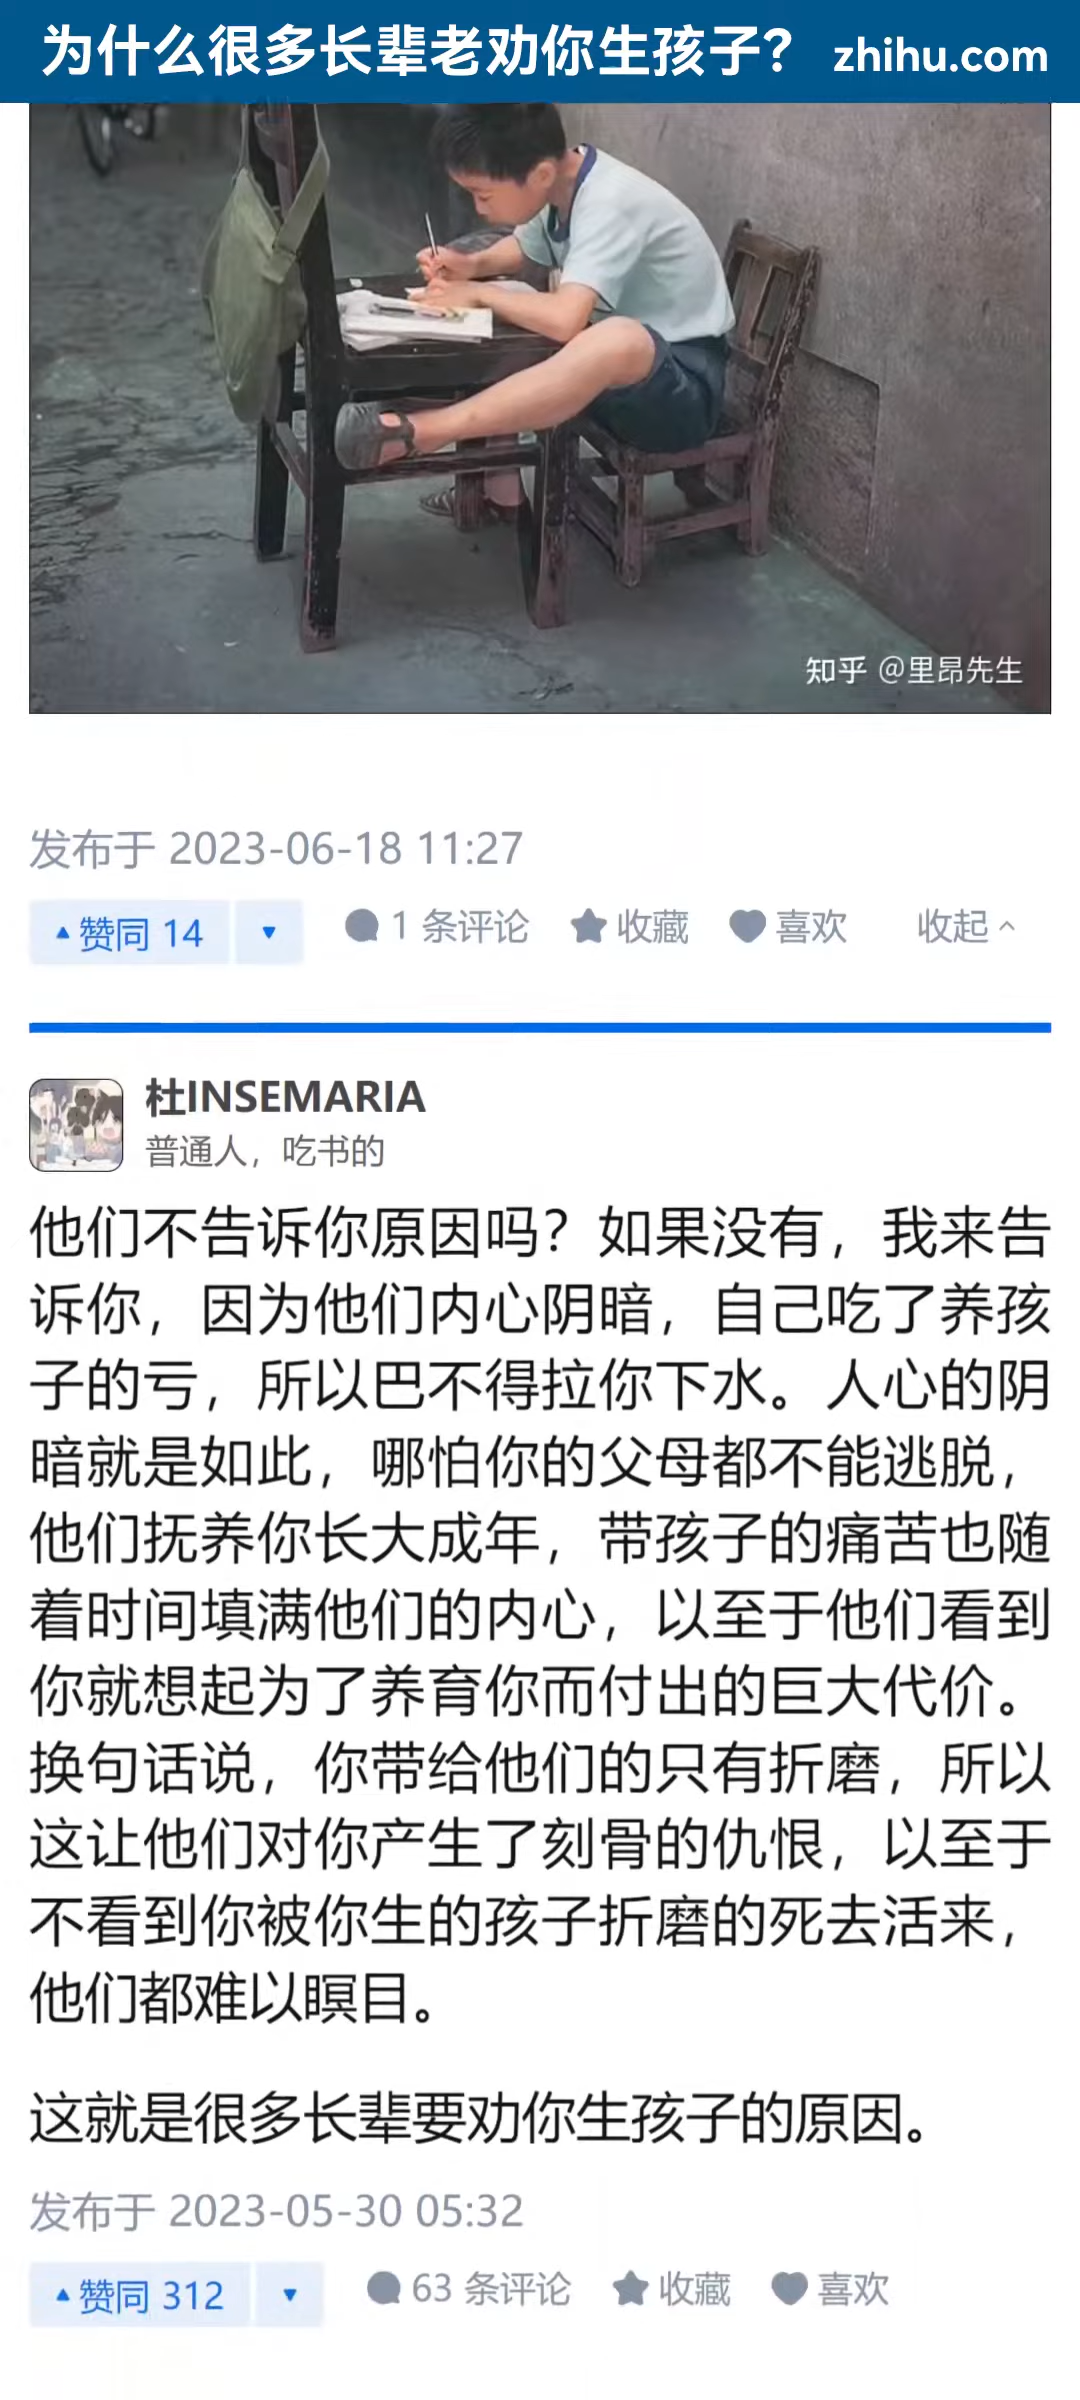 为什么很多长辈老劝你生孩子？ zhihu.com
知乎 @里昂先生
发布于 2023-06-18 11:27
赞同 14
1 条评论 收藏 喜欢 收起
杜INSEMARIA
普通人，吃书的
他们不告诉你原因吗？如果没有，我来告
诉你，因为他们内心阴暗，自己吃了养孩
子的亏，所以巴不得拉你下水。人心的阴
暗就是如此，哪怕你的父母都不能逃脱，
他们抚养你长大成年，带孩子的痛苦也随
着时间填满他们的内心，以至于他们看到
你就想起为了养育你而付出的巨大代价。
换句话说，你带给他们的只有折磨，所以
这让他们对你产生了刻骨的仇恨，以至于
不看到你被你生的孩子折磨的死去活来，
他们都难以瞑目。
这就是很多长辈要劝你生孩子的原因。
发布于 2023-05-30 05:32
赞同 312
63 条评论 收藏 喜欢